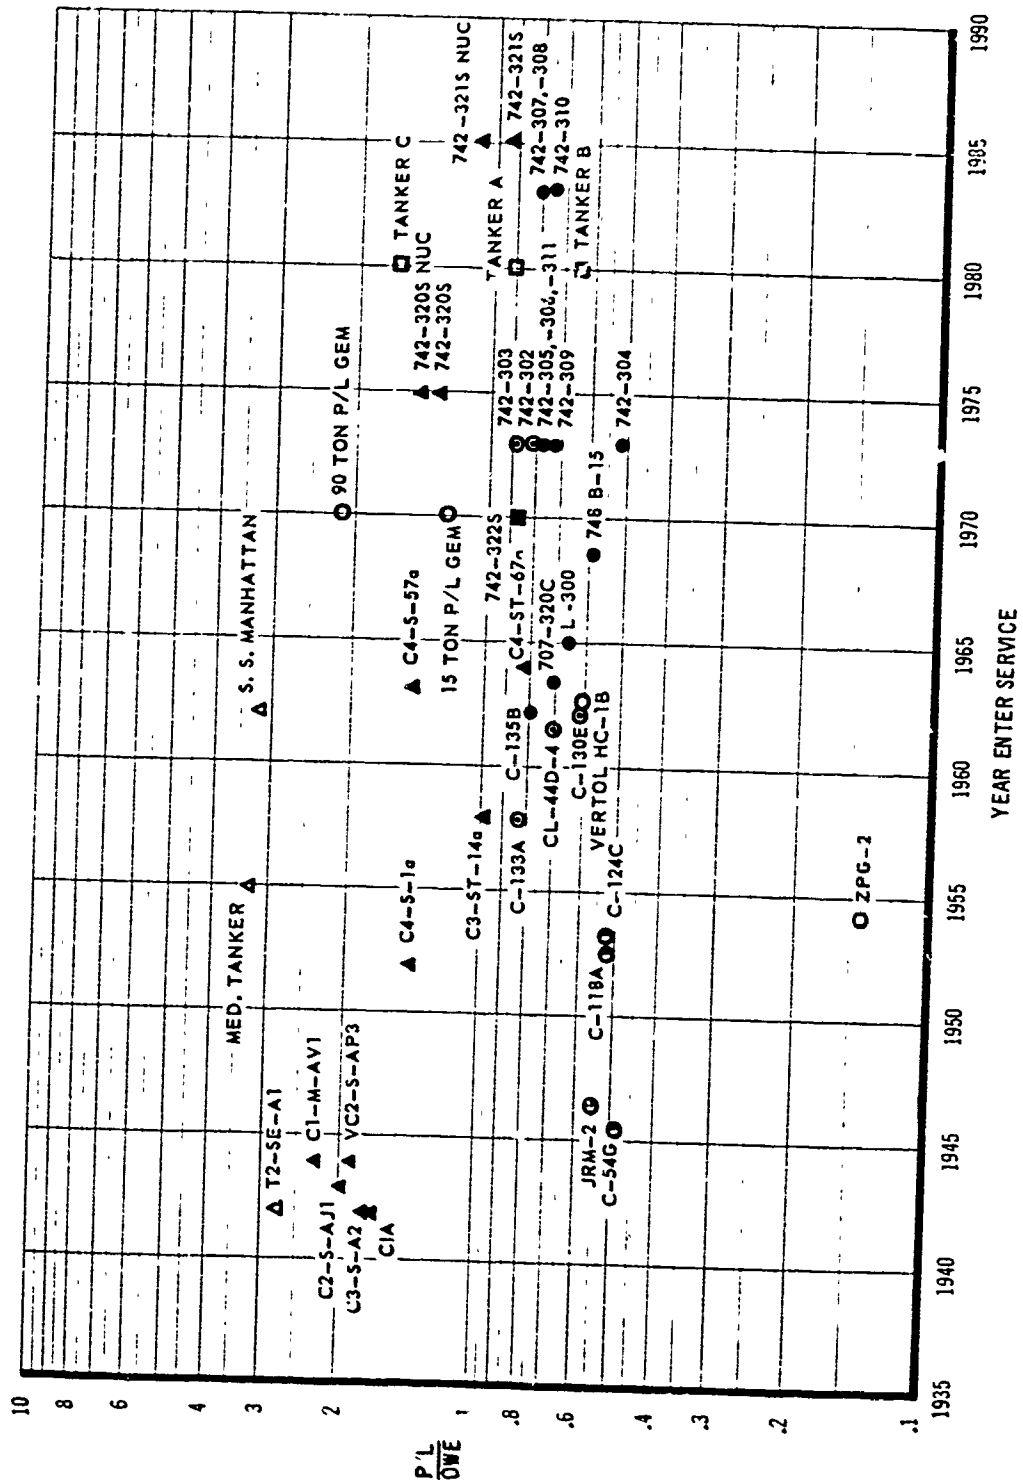 10
8
6
4
3
2
1
.8
.6
.4
.3
.2
.1
P'L
OWE
1935
1940
1945
1950
1955
1960
1965
1970
1975
1980
1985
1990
YEAR ENTER SERVICE
T2-SE-A1
C1-M-AV1
VC2-S-AP3
C2-S-AJ1
C3-S-A2
CIA
MED. TANKER
S. S. MANHATTAN
C4-S-1a
C4-S-57a
C3-ST-14a
90 TON P/L GEM
15 TON P/L GEM
742-322S
C4-ST-67a
C-135B
C-133A
CL-44D-4
707-320C
L-300
C-130E
VERTOL HC-1B
C-124C
C-118A
JRM-2
C-54G
ZPG-2
748 B-15
742-304
742-303
742-302
742-305,-306,-311
742-309
742-320S NUC
742-320S
TANKER C
TANKER A
TANKER B
742-321S NUC
742-321S
742-307,-308
742-310